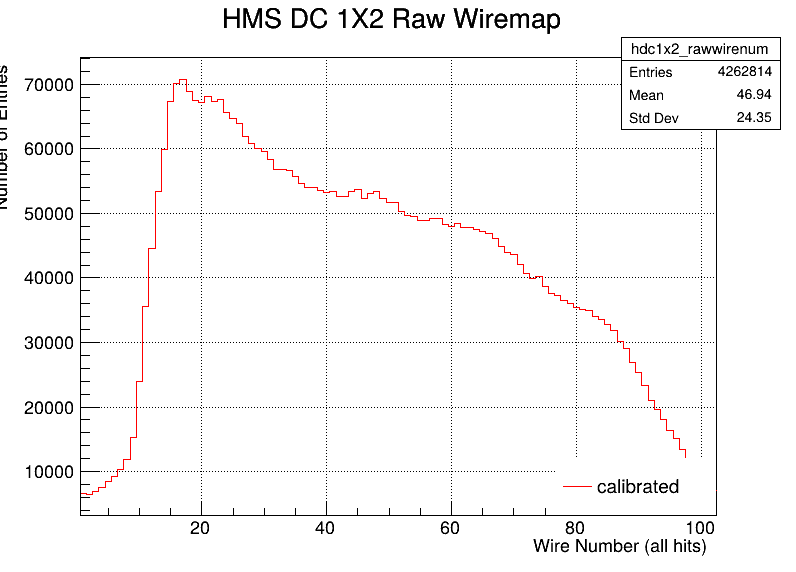 HMS DC 1X2 Raw Wiremap
hdc1x2_rawwirenum
Entries 4262814
Mean 46.94
Std Dev 24.35
Number of Entries
70000
60000
50000
40000
30000
20000
10000
calibrated
20 40 60 80 100
Wire Number (all hits)